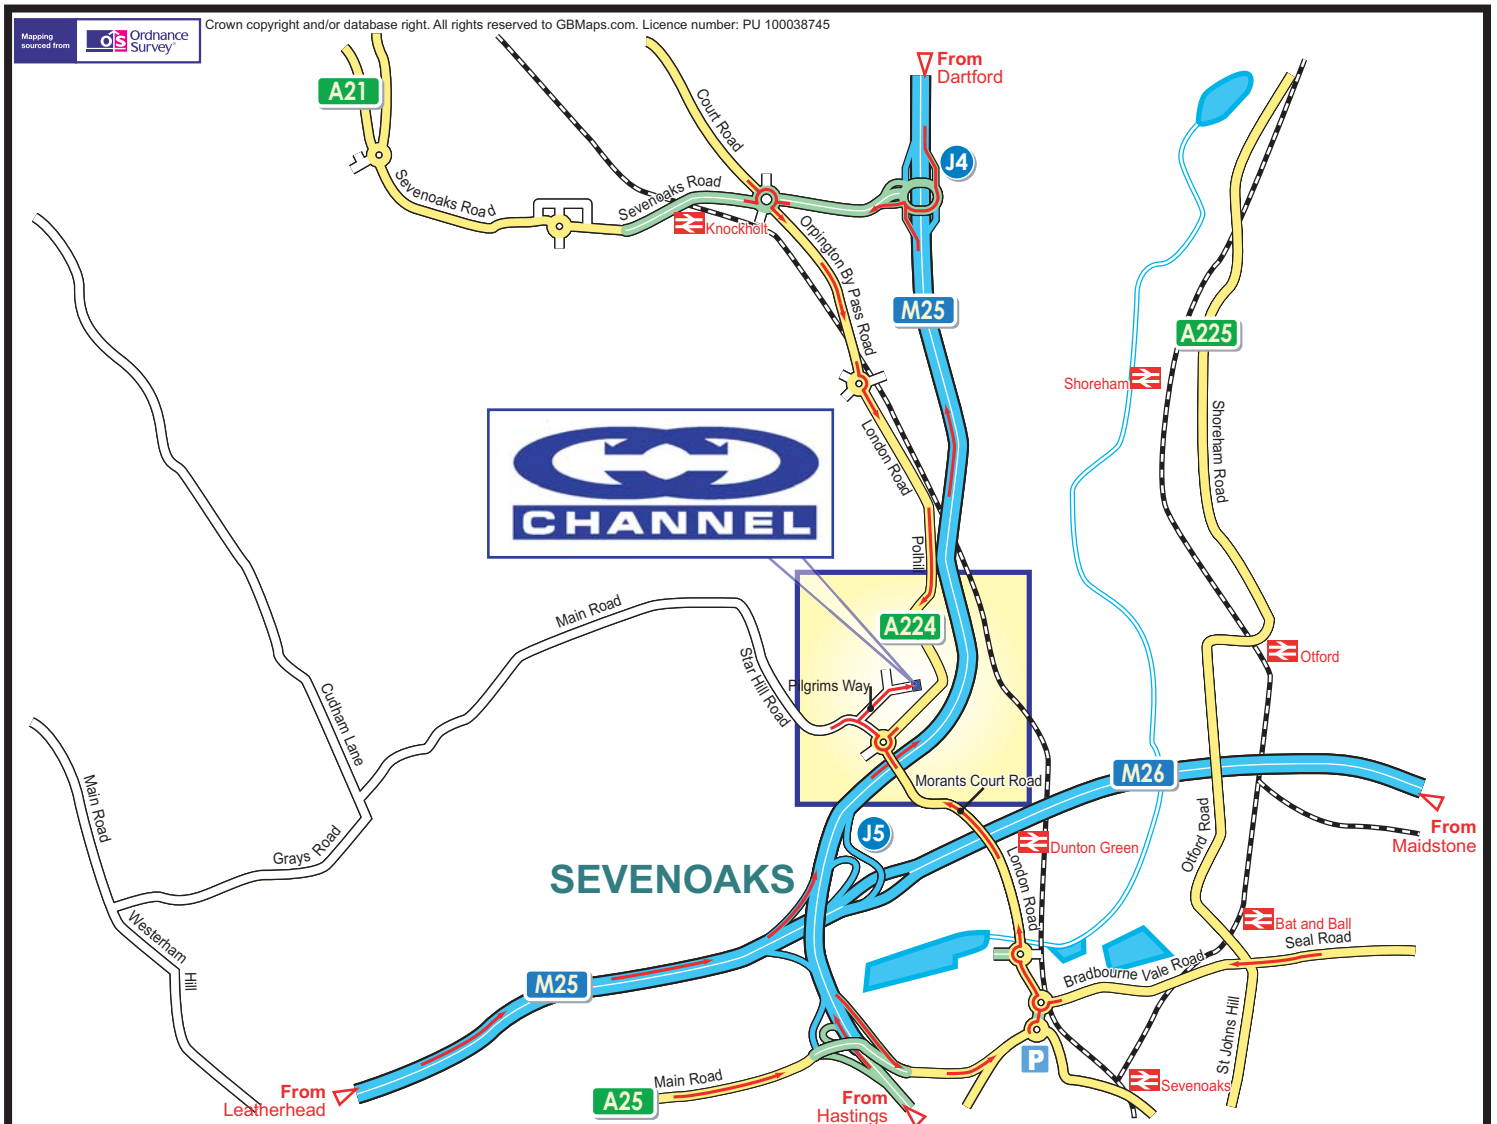 Mapping
sourced from
OS Ordnance
Survey®
Crown copyright and/or database right. All rights reserved to GBMaps.com. Licence number: PU 100038745
From
Dartford
A21
Court Road
J4
Sevenoaks Road
Sevenoaks Road
Knockholt
Orpington By Pass Road
M25
A225
Shoreham
Shoreham Road
London Road
CHANNEL
Polhill
A224
Main Road
Star Hill Road
Pilgrims Way
Otford
Cudham Lane
Main Road
Morants Court Road
M26
From
Maidstone
J5
Dunton Green
Otford Road
Grays Road
SEVENOAKS
London Road
Westerham
Hill
Bat and Ball
Seal Road
Bradbourne Vale Road
M25
St Johns Hill
P
Main Road
A25
Sevenoaks
From
Leatherhead
From
Hastings